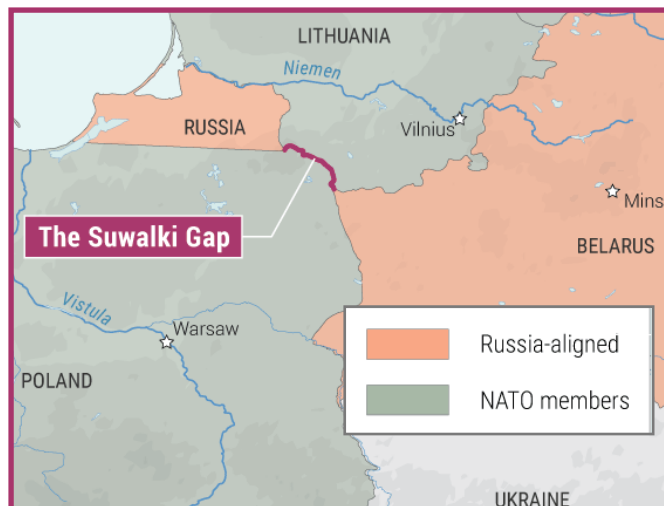 LITHUANIA
Niemen
RUSSIA
Vilnius
The Suwalki Gap
Mins
BELARUS
Vistula
Warsaw
Russia-aligned
POLAND
NATO members
UKRAINE